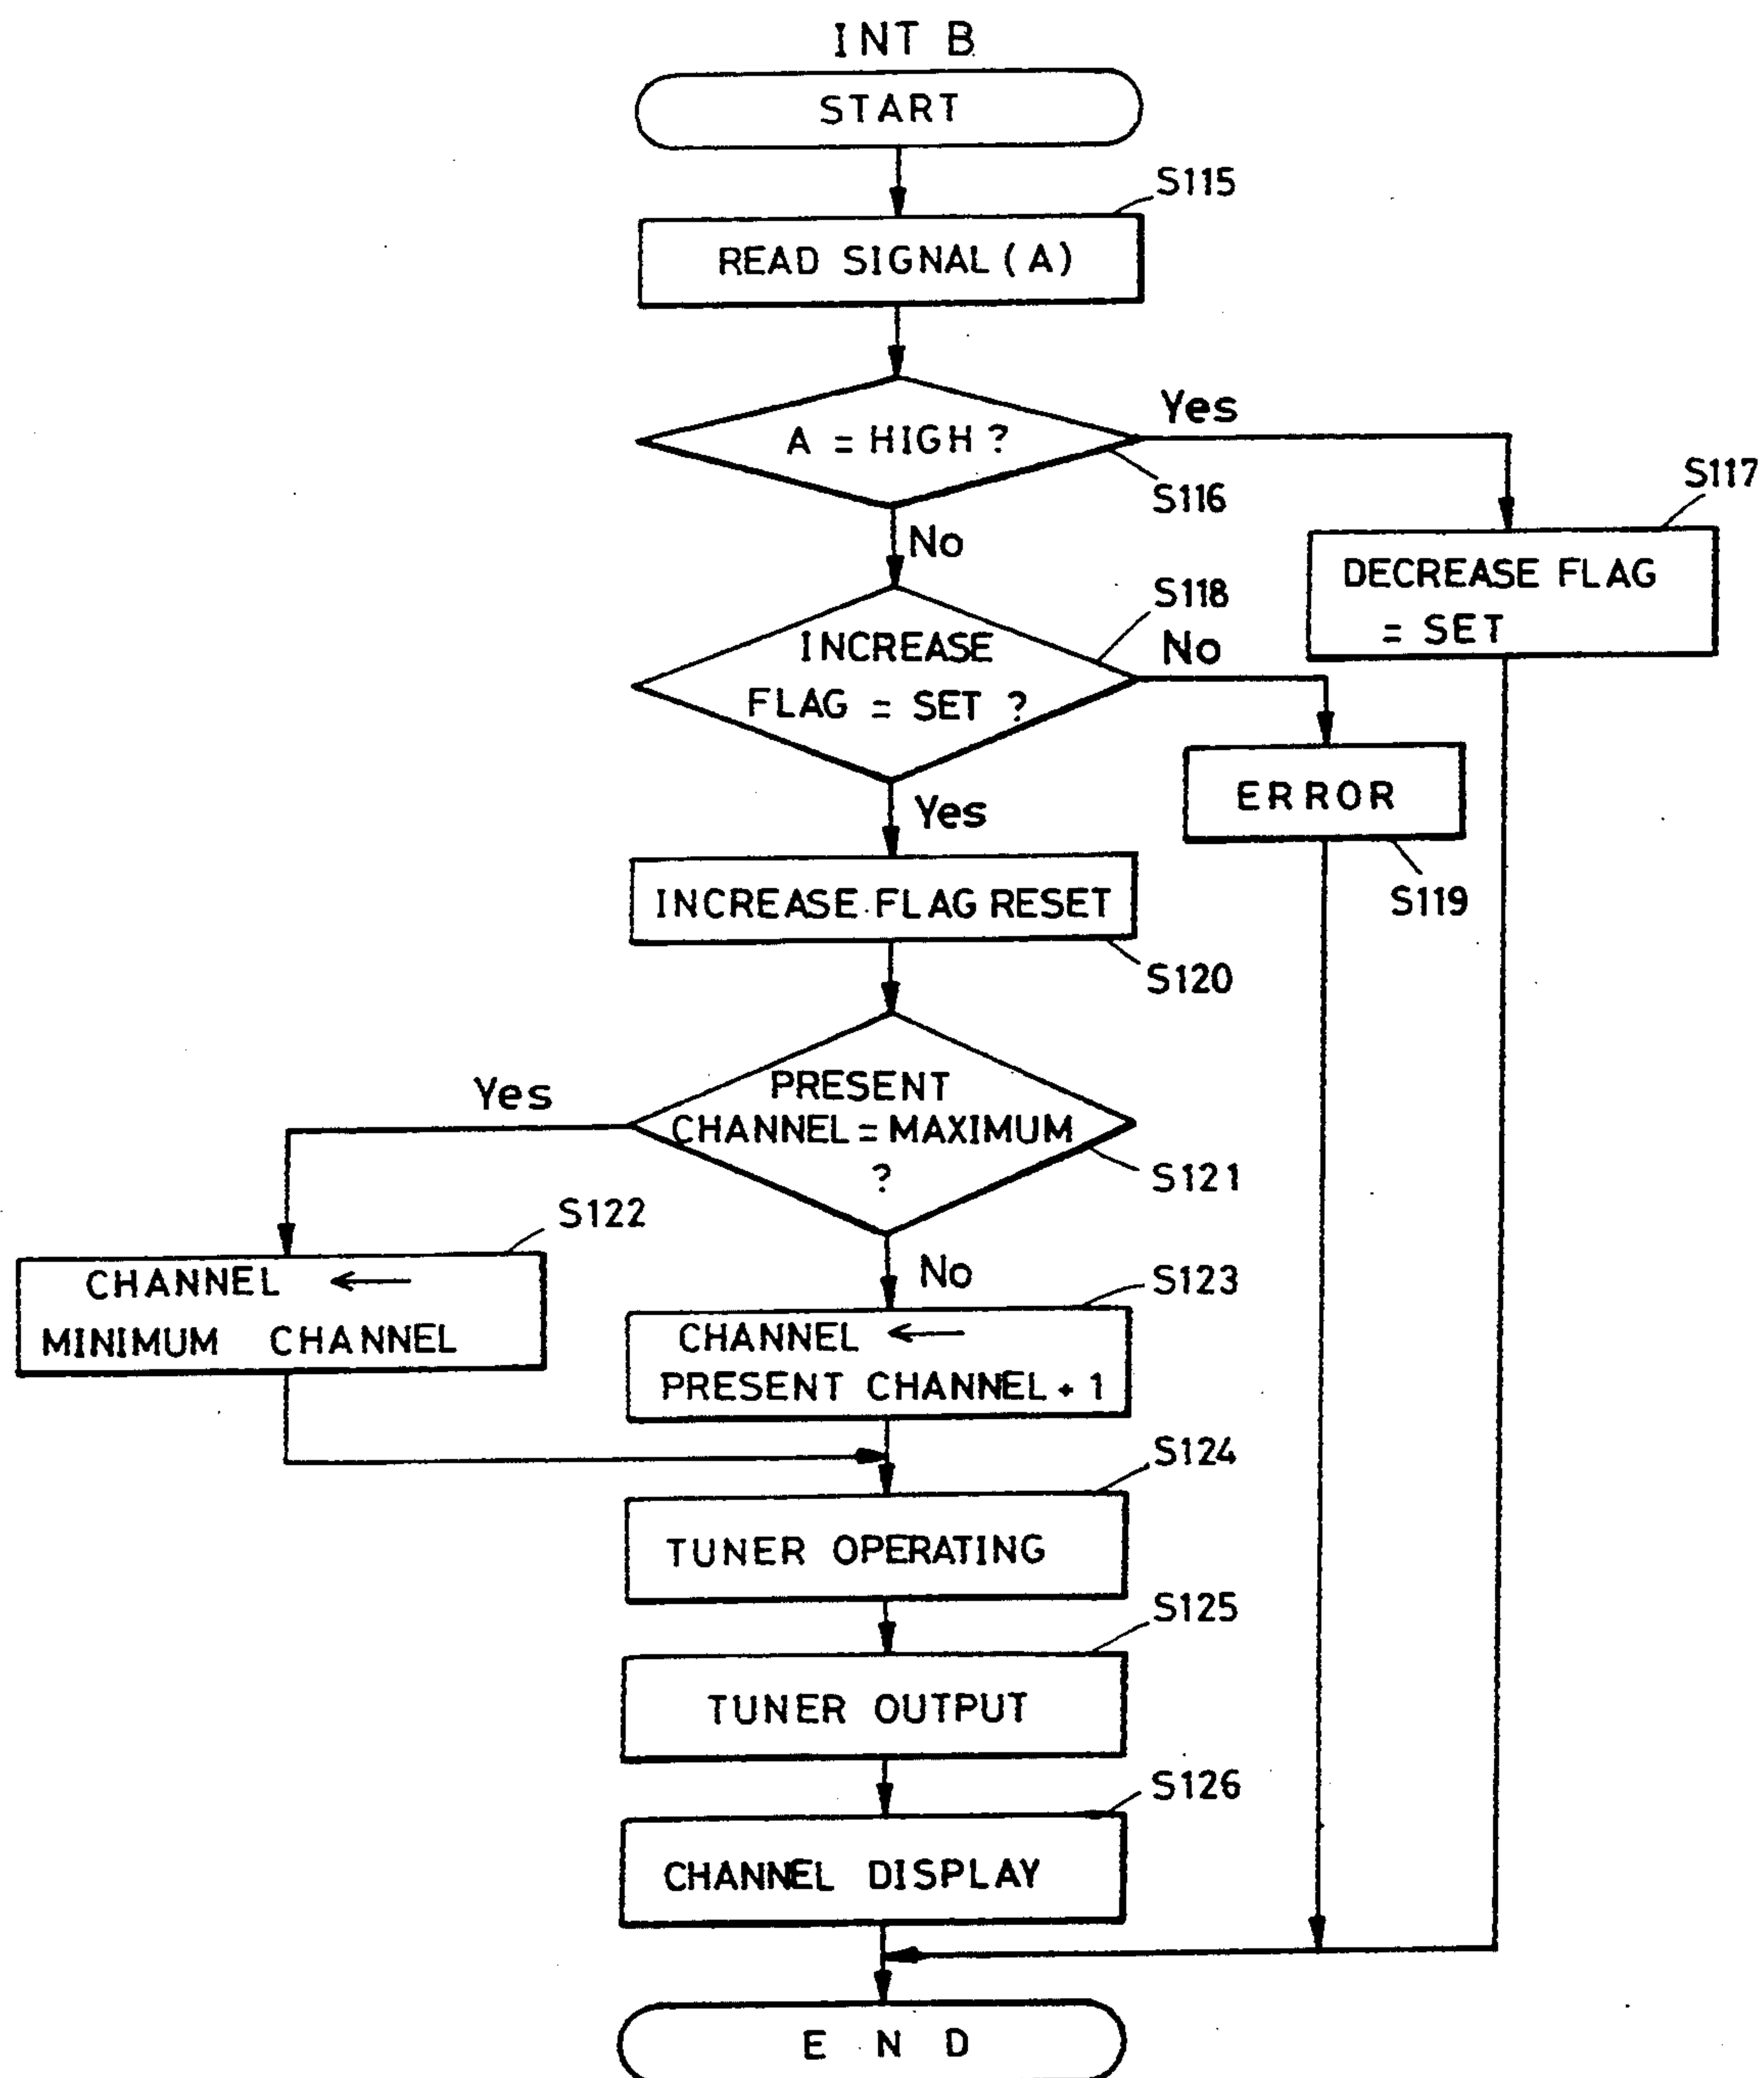 INT B
START
S115
READ SIGNAL (A)
A = HIGH ?
Yes
S116
No
S117
DECREASE FLAG
= SET
S118
INCREASE
FLAG = SET ?
No
ERROR
S119
Yes
INCREASE FLAG RESET
S120
PRESENT
CHANNEL = MAXIMUM
?
Yes
S121
S122
CHANNEL ←
MINIMUM CHANNEL
No
S123
CHANNEL ←
PRESENT CHANNEL + 1
S124
TUNER OPERATING
S125
TUNER OUTPUT
S126
CHANNEL DISPLAY
E N D